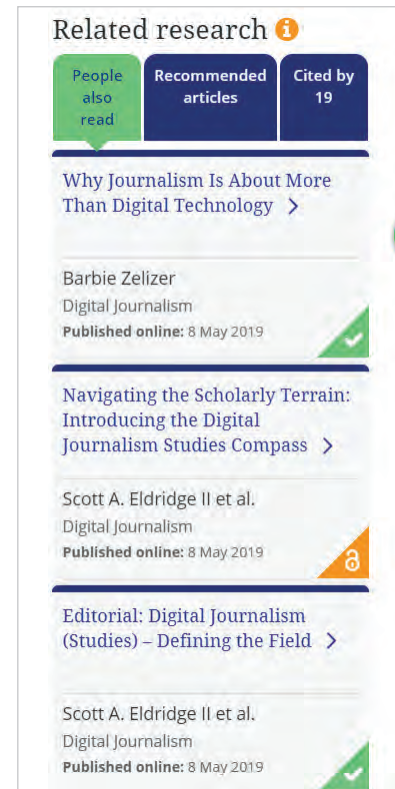 Related research
People also read
Recommended articles
Cited by 19
Why Journalism Is About More
Than Digital Technology
Barbie Zelizer
Digital Journalism
Published online: 8 May 2019
Navigating the Scholarly Terrain:
Introducing the Digital
Journalism Studies Compass
Scott A. Eldridge II et al.
Digital Journalism
Published online: 8 May 2019
Editorial: Digital Journalism
(Studies) – Defining the Field
Scott A. Eldridge II et al.
Digital Journalism
Published online: 8 May 2019